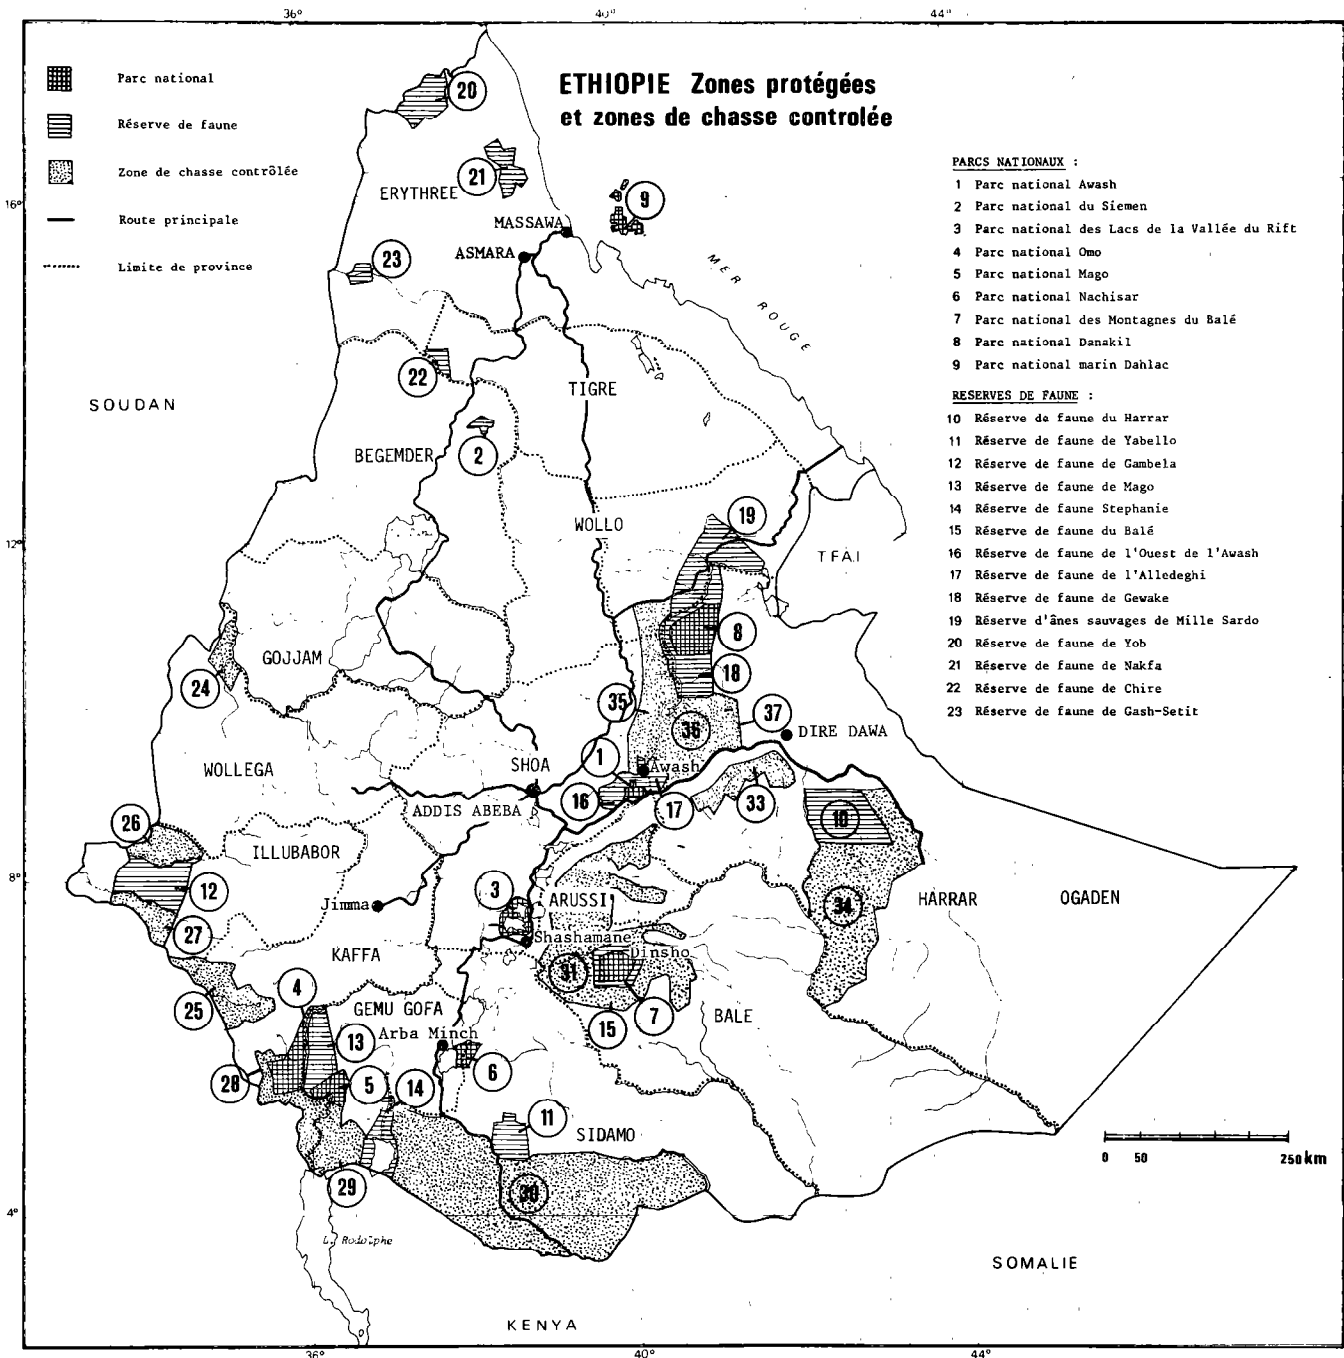 36°
40°
44°
ETHIOPIE Zones protégées
et zones de chasse controlée
Parc national
Réserve de faune
Zone de chasse contrôlée
Route principale
Limite de province
PARCS NATIONAUX :
1 Parc national Awash
2 Parc national du Siemen
3 Parc national des Lacs de la Vallée du Rift
4 Parc national Omo
5 Parc national Mago
6 Parc national Nachisar
7 Parc national des Montagnes du Balé
8 Parc national Danakil
9 Parc national marin Dahlac
RESERVES DE FAUNE :
10 Réserve de faune du Harrar
11 Réserve de faune de Yabello
12 Réserve de faune de Gambela
13 Réserve de faune de Mago
14 Réserve de faune Stephanie
15 Réserve de faune du Balé
16 Réserve de faune de l'Ouest de l'Awash
17 Réserve de faune de l'Alledeghi
18 Réserve de faune de Gewake
19 Réserve d'ânes sauvages de Mille Sardo
20 Réserve de faune de Yob
21 Réserve de faune de Nakfa
22 Réserve de faune de Chire
23 Réserve de faune de Gash-Setit
20
21
ERYTHREE
16°
9
MASSAWA
ASMARA
23
MER ROUGE
22
TIGRE
SOUDAN
BEGEMDER
2
19
WOLLO
12°
TFAI
8
GOJJAM
24
18
35
36
37
DIRE DAWA
1
Awash
SHOA
WOLLEGA
ADDIS ABEBA
16
17
33
10
26
ILLUBABOR
8°
12
3
Jimma
ARUSSI
34
HARRAR
OGADEN
27
Shashamane
KAFFA
Dinsho
31
25
4
GEMU GOFA
15
7
BALE
13
Arba Minch
28
5
14
6
11
SIDAMO
29
30
0 50 250 km
4°
L. Rodolphe
SOMALIE
KENYA
36°
40°
44°